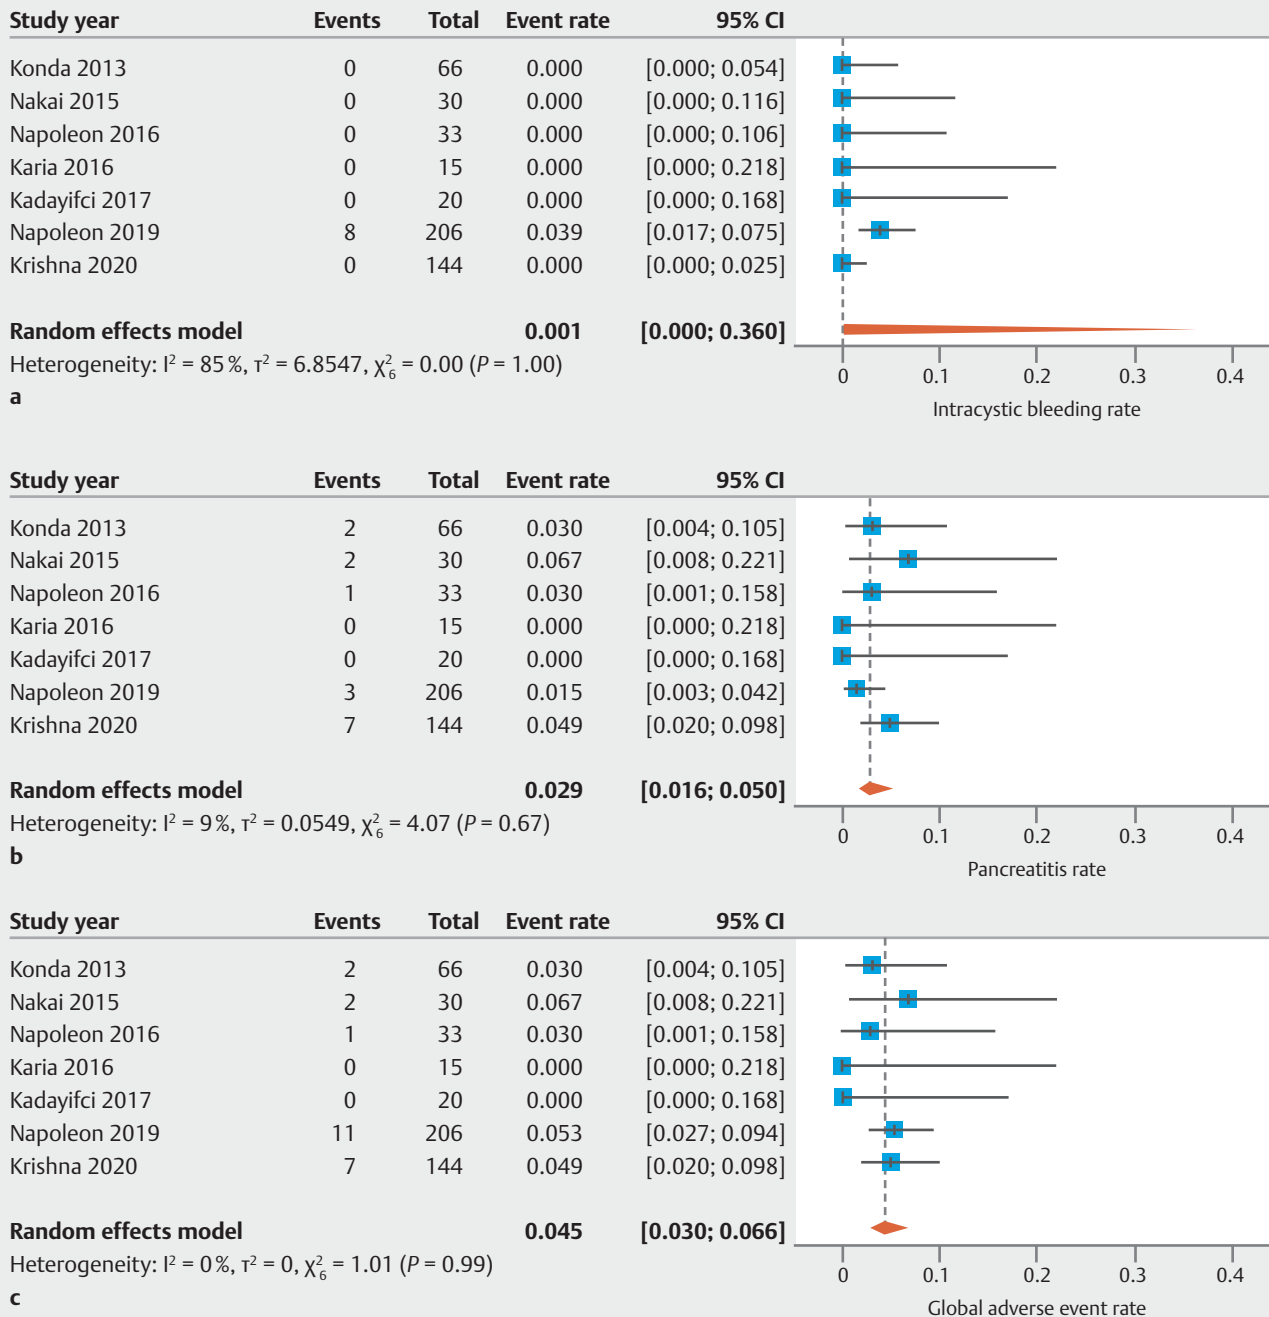 Study year Events Total Event rate 95% CI
Konda 2013 0 66 0.000 [0.000; 0.054]
Nakai 2015 0 30 0.000 [0.000; 0.116]
Napoleon 2016 0 33 0.000 [0.000; 0.106]
Karia 2016 0 15 0.000 [0.000; 0.218]
Kadayifci 2017 0 20 0.000 [0.000; 0.168]
Napoleon 2019 8 206 0.039 [0.017; 0.075]
Krishna 2020 0 144 0.000 [0.000; 0.025]
Random effects model 0.001 [0.000; 0.360]
Heterogeneity: I² = 85%, τ² = 6.8547, χ²₆ = 0.00 (P = 1.00)
0 0.1 0.2 0.3 0.4
Intracystic bleeding rate
a
Study year Events Total Event rate 95% CI
Konda 2013 2 66 0.030 [0.004; 0.105]
Nakai 2015 2 30 0.067 [0.008; 0.221]
Napoleon 2016 1 33 0.030 [0.001; 0.158]
Karia 2016 0 15 0.000 [0.000; 0.218]
Kadayifci 2017 0 20 0.000 [0.000; 0.168]
Napoleon 2019 3 206 0.015 [0.003; 0.042]
Krishna 2020 7 144 0.049 [0.020; 0.098]
Random effects model 0.029 [0.016; 0.050]
Heterogeneity: I² = 9%, τ² = 0.0549, χ²₆ = 4.07 (P = 0.67)
0 0.1 0.2 0.3 0.4
Pancreatitis rate
b
Study year Events Total Event rate 95% CI
Konda 2013 2 66 0.030 [0.004; 0.105]
Nakai 2015 2 30 0.067 [0.008; 0.221]
Napoleon 2016 1 33 0.030 [0.001; 0.158]
Karia 2016 0 15 0.000 [0.000; 0.218]
Kadayifci 2017 0 20 0.000 [0.000; 0.168]
Napoleon 2019 11 206 0.053 [0.027; 0.094]
Krishna 2020 7 144 0.049 [0.020; 0.098]
Random effects model 0.045 [0.030; 0.066]
Heterogeneity: I² = 0%, τ² = 0, χ²₆ = 1.01 (P = 0.99)
0 0.1 0.2 0.3 0.4
Global adverse event rate
c